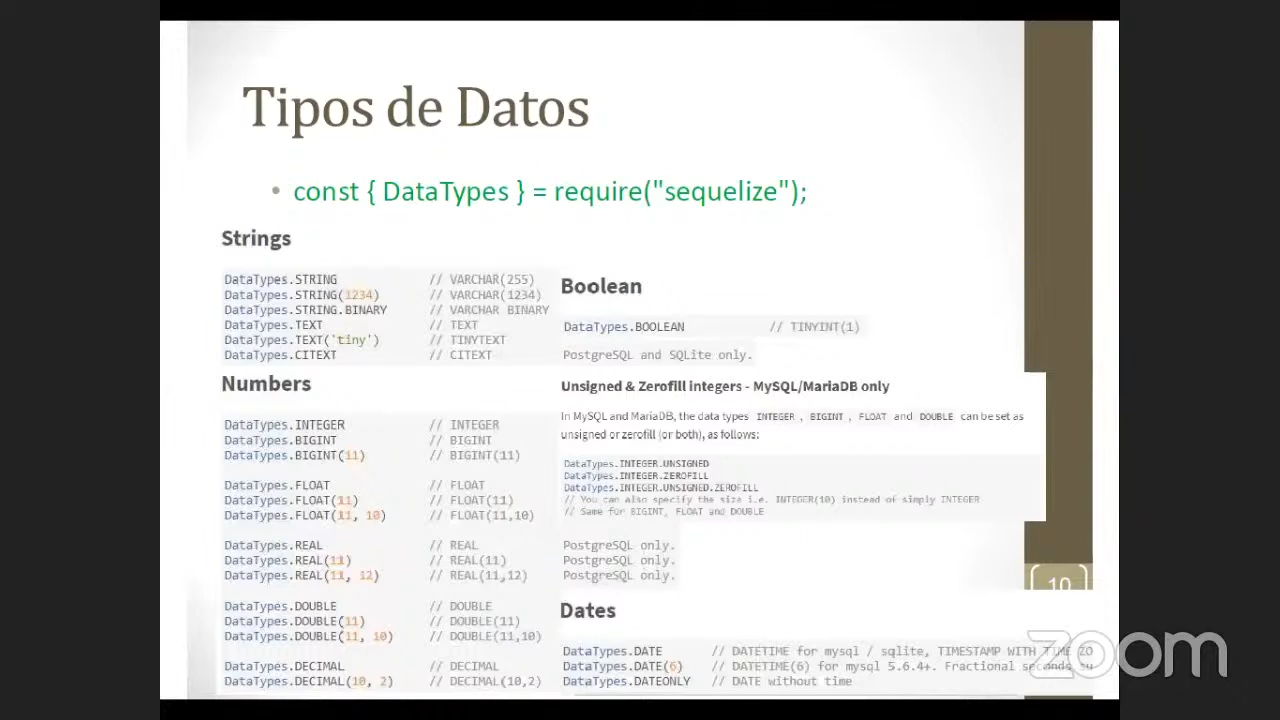 Tipos de Datos
• const { DataTypes } = require("sequelize");
Strings
DataTypes.STRING // VARCHAR(255)
DataTypes.STRING(1234) // VARCHAR(1234)
DataTypes.STRING.BINARY // VARCHAR BINARY
DataTypes.TEXT // TEXT
DataTypes.TEXT('tiny') // TINYTEXT
DataTypes.CITEXT // CITEXT PostgreSQL and SQLite only.
Numbers
DataTypes.INTEGER // INTEGER
DataTypes.BIGINT // BIGINT
DataTypes.BIGINT(11) // BIGINT(11)
DataTypes.FLOAT // FLOAT
DataTypes.FLOAT(11) // FLOAT(11)
DataTypes.FLOAT(11, 10) // FLOAT(11,10)
DataTypes.REAL // REAL PostgreSQL only.
DataTypes.REAL(11) // REAL(11) PostgreSQL only.
DataTypes.REAL(11, 12) // REAL(11,12) PostgreSQL only.
DataTypes.DOUBLE // DOUBLE
DataTypes.DOUBLE(11) // DOUBLE(11)
DataTypes.DOUBLE(11, 10) // DOUBLE(11,10)
DataTypes.DECIMAL // DECIMAL
DataTypes.DECIMAL(10, 2) // DECIMAL(10,2)
Boolean
DataTypes.BOOLEAN // TINYINT(1)
Unsigned & Zerofill integers - MySQL/MariaDB only
In MySQL and MariaDB, the data types INTEGER , BIGINT , FLOAT and DOUBLE can be set as
unsigned or zerofill (or both), as follows:
DataTypes.INTEGER.UNSIGNED
DataTypes.INTEGER.ZEROFILL
DataTypes.INTEGER.UNSIGNED.ZEROFILL
// You can also specify the size i.e. INTEGER(10) instead of simply INTEGER
// Same for BIGINT, FLOAT and DOUBLE
Dates
DataTypes.DATE // DATETIME for mysql / sqlite, TIMESTAMP WITH TIME ZO
DataTypes.DATE(6) // DATETIME(6) for mysql 5.6.4+. Fractional seconds su
DataTypes.DATEONLY // DATE without time
10
zoom